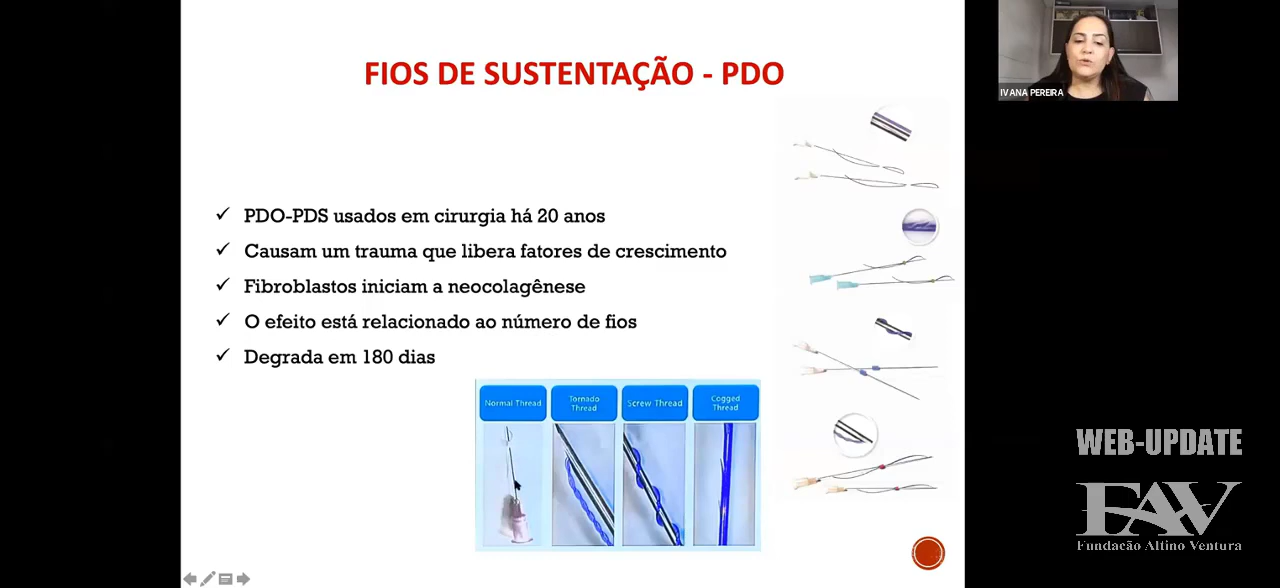 FIOS DE SUSTENTAÇÃO - PDO
IVANA PEREIRA
PDO-PDS usados em cirurgia há 20 anos
Causam um trauma que libera fatores de crescimento
Fibroblastos iniciam a neocolagênese
O efeito está relacionado ao número de fios
Degrada em 180 dias
Normal Thread
Tornado
Thread
Screw Thread
Cogged
Thread
WEB-UPDATE
FAV
Fundacão Altino Ventura